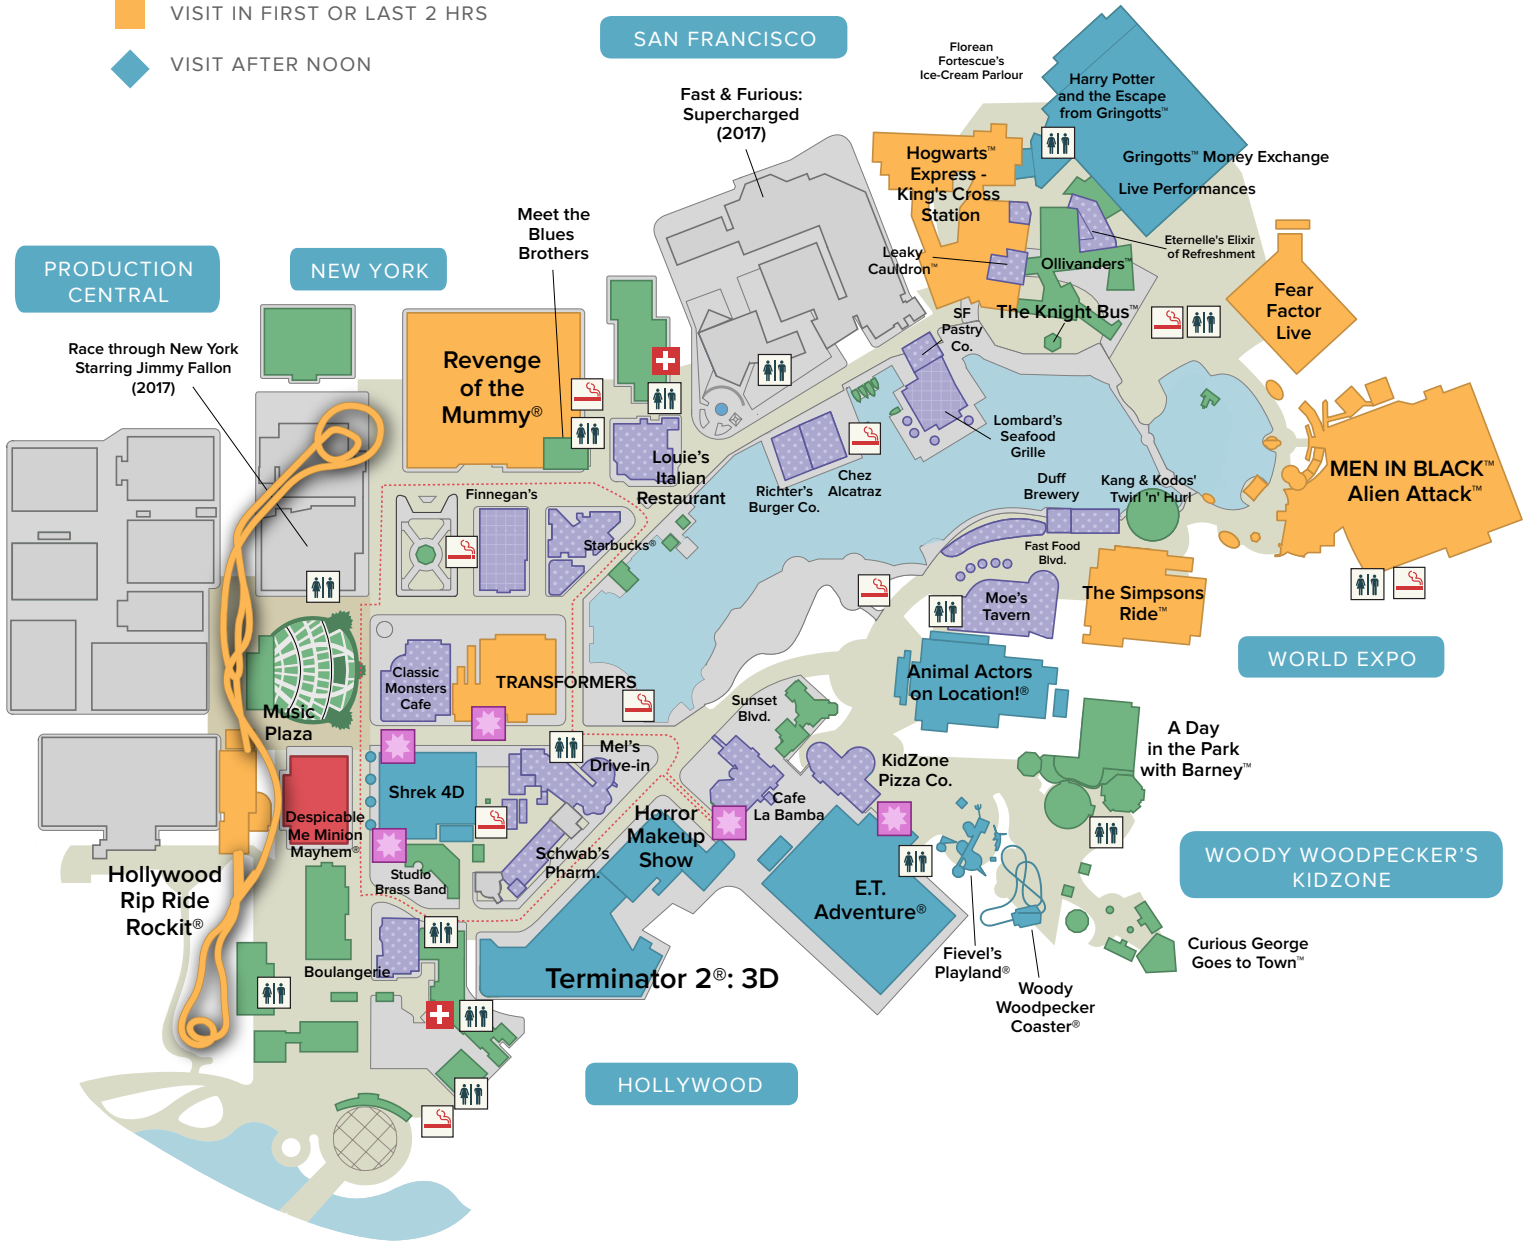 VISIT IN FIRST OR LAST 2 HRS
VISIT AFTER NOON
SAN FRANCISCO
Florean
Fortescue's
Ice-Cream Parlour
Harry Potter
and the Escape
from Gringotts™
Fast & Furious:
Supercharged
(2017)
Hogwarts™
Express -
King's Cross
Station
Gringotts™ Money Exchange
Live Performances
Meet the
Blues
Brothers
Eternelle's Elixir
of Refreshment
Leaky
Cauldron™
Ollivanders™
PRODUCTION
CENTRAL
NEW YORK
Fear
Factor
Live
The Knight Bus™
SF
Pastry
Co.
Race through New York
Starring Jimmy Fallon
(2017)
Revenge
of the
Mummy®
Lombard's
Seafood
Grille
Louie's
Italian
Restaurant
MEN IN BLACK™
Alien Attack™
Chez
Alcatraz
Richter's
Burger Co.
Duff
Brewery
Kang & Kodos'
Twirl 'n' Hurl
Finnegan's
Starbucks®
Fast Food
Blvd.
Moe's
Tavern
The Simpsons
Ride™
WORLD EXPO
Classic
Monsters
Cafe
TRANSFORMERS
Animal Actors
on Location!®
Music
Plaza
Sunset
Blvd.
A Day
in the Park
with Barney™
Mel's
Drive-in
KidZone
Pizza Co.
Shrek 4D
Cafe
La Bamba
Despicable
Me Minion
Mayhem®
Horror
Makeup
Show
Schwab's
Pharm.
WOODY WOODPECKER'S
KIDZONE
Studio
Brass Band
Hollywood
Rip Ride
Rockit®
E.T.
Adventure®
Boulangerie
Terminator 2®: 3D
Fievel's
Playland®
Curious George
Goes to Town™
Woody
Woodpecker
Coaster®
HOLLYWOOD